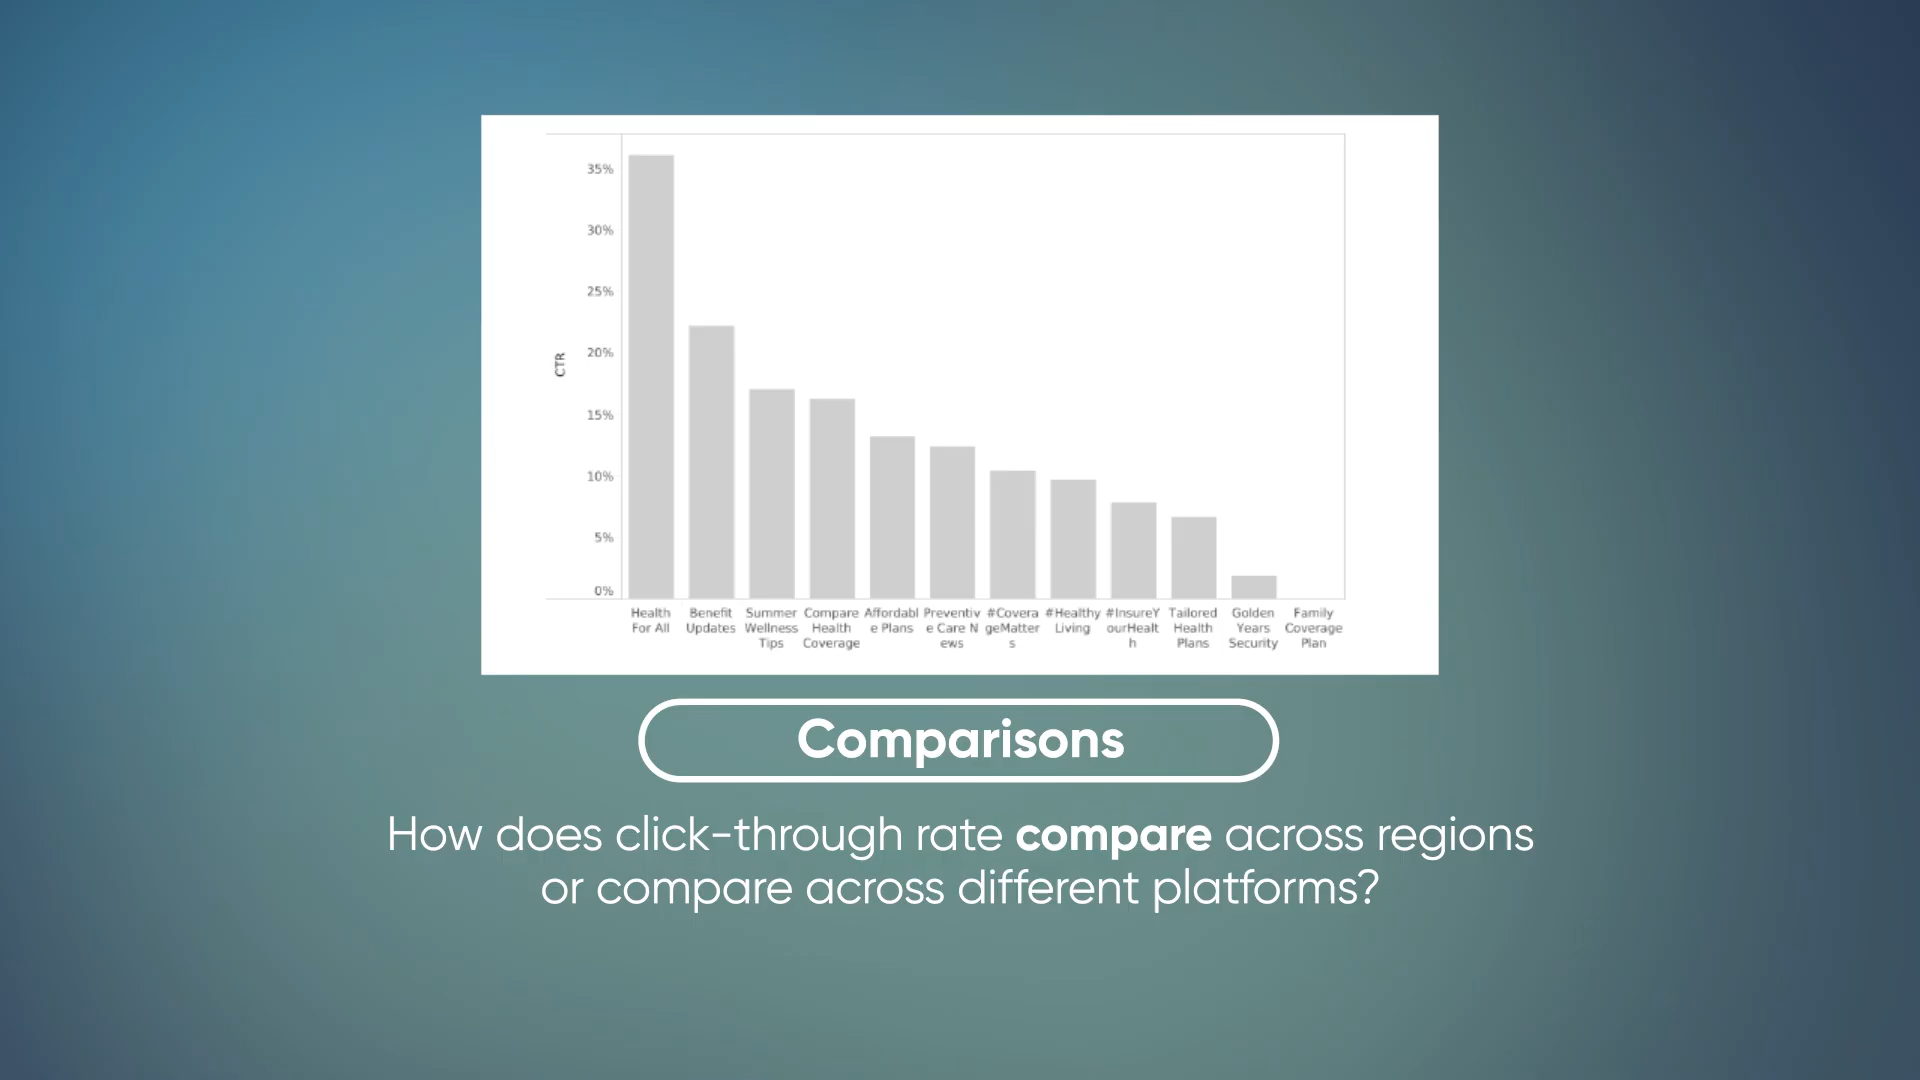 35%
30%
25%
20%
15%
10%
5%
0%
CTR
Health
For All
Benefit
Updates
Summer
Wellness
Tips
Compare
Health
Coverage
Affordabl
e Plans
Preventiv
e Care N
ews
#Covera
geMatter
s
#Healthy
Living
#InsureY
ourHealt
h
Tailored
Health
Plans
Golden
Years
Security
Family
Coverage
Plan
Comparisons
How does click-through rate compare across regions
or compare across different platforms?